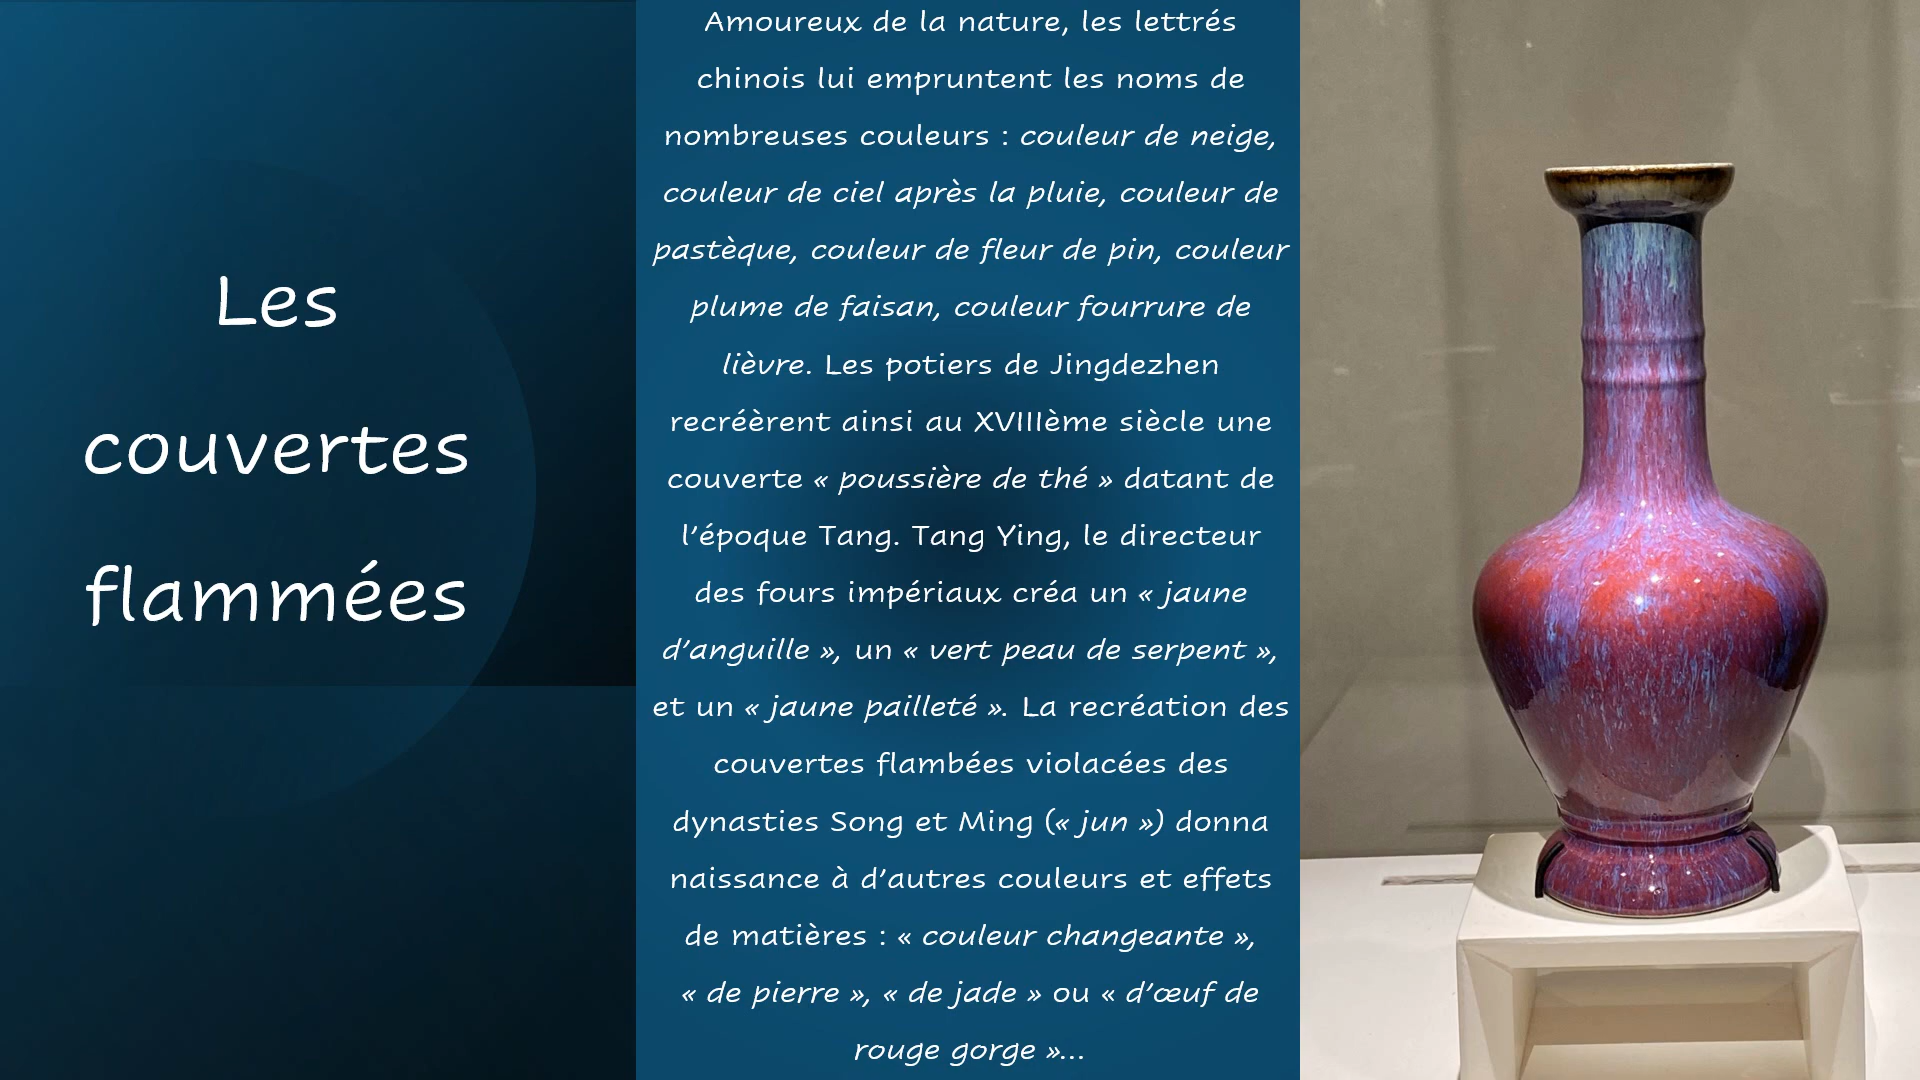 Les
couvertes
flammées
Amoureux de la nature, les lettrés
chinois lui empruntent les noms de
nombreuses couleurs : couleur de neige,
couleur de ciel après la pluie, couleur de
pastèque, couleur de fleur de pin, couleur
plume de faisan, couleur fourrure de
lièvre. Les potiers de Jingdezhen
recréèrent ainsi au XVIIIème siècle une
couverte « poussière de thé » datant de
l’époque Tang. Tang Ying, le directeur
des fours impériaux créa un « jaune
d’anguille », un « vert peau de serpent »,
et un « jaune pailleté ». La recréation des
couvertes flambées violacées des
dynasties Song et Ming (« jun ») donna
naissance à d’autres couleurs et effets
de matières : « couleur changeante »,
« de pierre », « de jade » ou « d’œuf de
rouge gorge »...